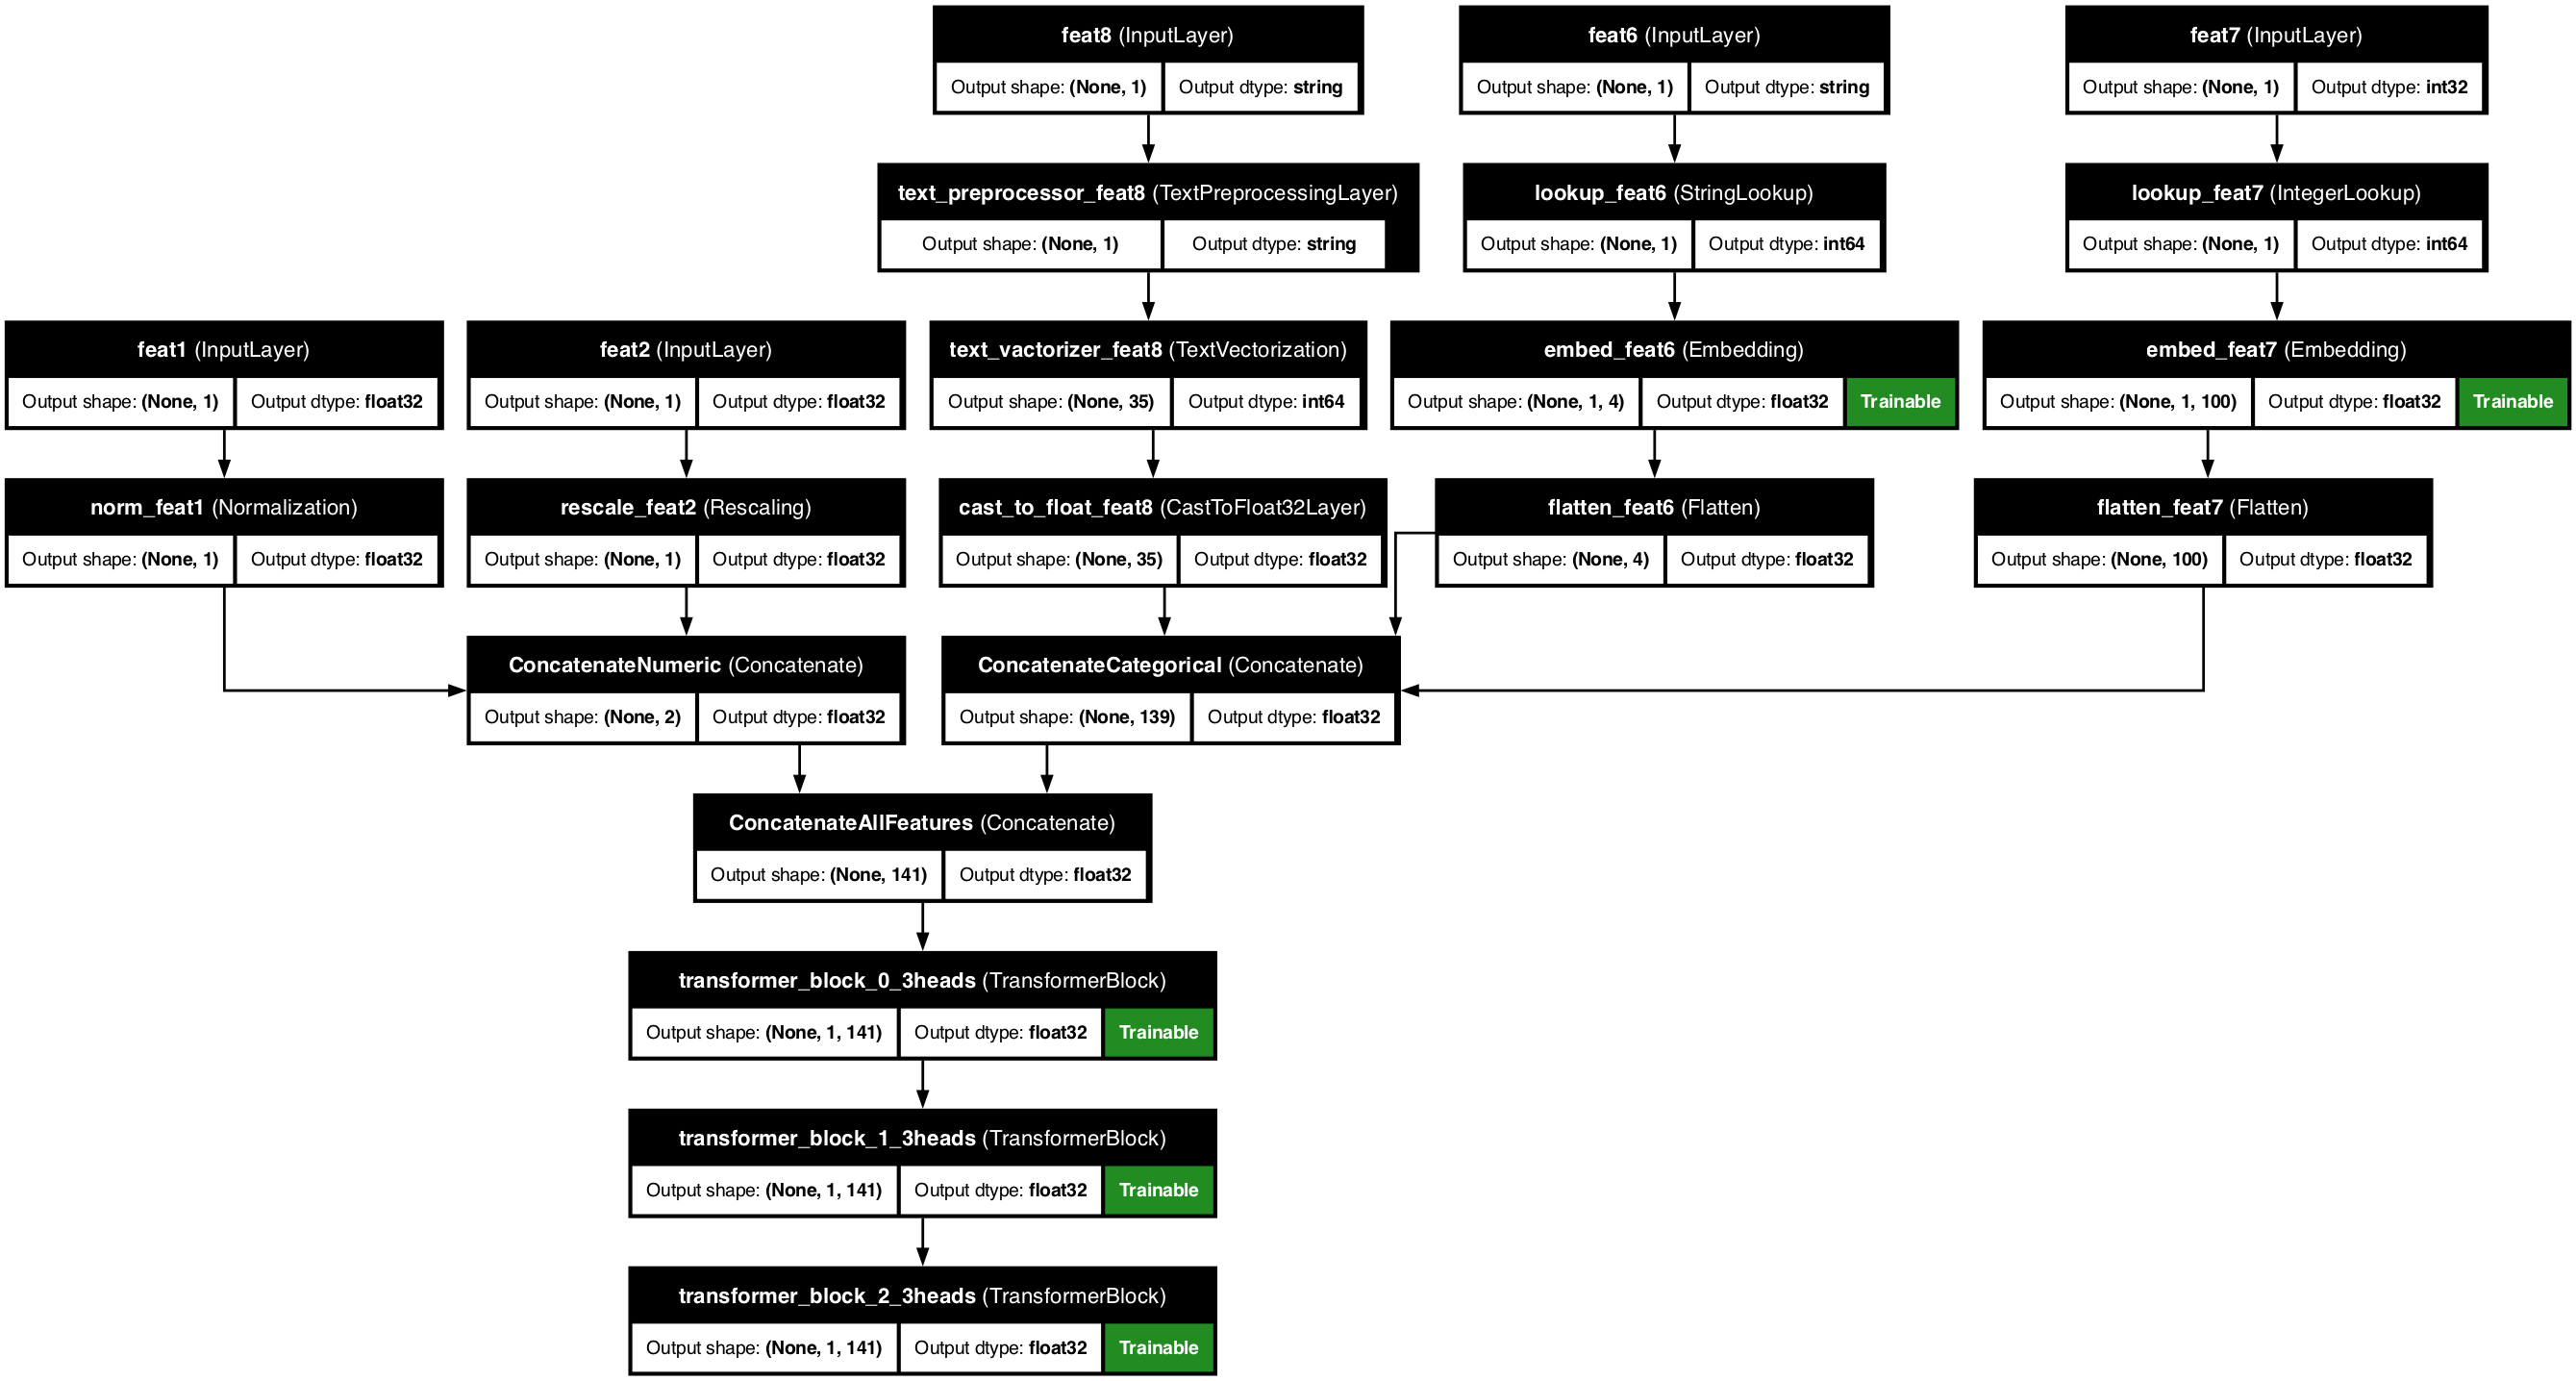 feat8 (InputLayer)
Output shape: (None, 1) Output dtype: string
feat6 (InputLayer)
Output shape: (None, 1) Output dtype: string
feat7 (InputLayer)
Output shape: (None, 1) Output dtype: int32
text_preprocessor_feat8 (TextPreprocessingLayer)
Output shape: (None, 1) Output dtype: string
lookup_feat6 (StringLookup)
Output shape: (None, 1) Output dtype: int64
lookup_feat7 (IntegerLookup)
Output shape: (None, 1) Output dtype: int64
feat1 (InputLayer)
Output shape: (None, 1) Output dtype: float32
feat2 (InputLayer)
Output shape: (None, 1) Output dtype: float32
text_vactorizer_feat8 (TextVectorization)
Output shape: (None, 35) Output dtype: int64
embed_feat6 (Embedding)
Output shape: (None, 1, 4) Output dtype: float32 Trainable
embed_feat7 (Embedding)
Output shape: (None, 1, 100) Output dtype: float32 Trainable
norm_feat1 (Normalization)
Output shape: (None, 1) Output dtype: float32
rescale_feat2 (Rescaling)
Output shape: (None, 1) Output dtype: float32
cast_to_float_feat8 (CastToFloat32Layer)
Output shape: (None, 35) Output dtype: float32
flatten_feat6 (Flatten)
Output shape: (None, 4) Output dtype: float32
flatten_feat7 (Flatten)
Output shape: (None, 100) Output dtype: float32
ConcatenateNumeric (Concatenate)
Output shape: (None, 2) Output dtype: float32
ConcatenateCategorical (Concatenate)
Output shape: (None, 139) Output dtype: float32
ConcatenateAllFeatures (Concatenate)
Output shape: (None, 141) Output dtype: float32
transformer_block_0_3heads (TransformerBlock)
Output shape: (None, 1, 141) Output dtype: float32 Trainable
transformer_block_1_3heads (TransformerBlock)
Output shape: (None, 1, 141) Output dtype: float32 Trainable
transformer_block_2_3heads (TransformerBlock)
Output shape: (None, 1, 141) Output dtype: float32 Trainable